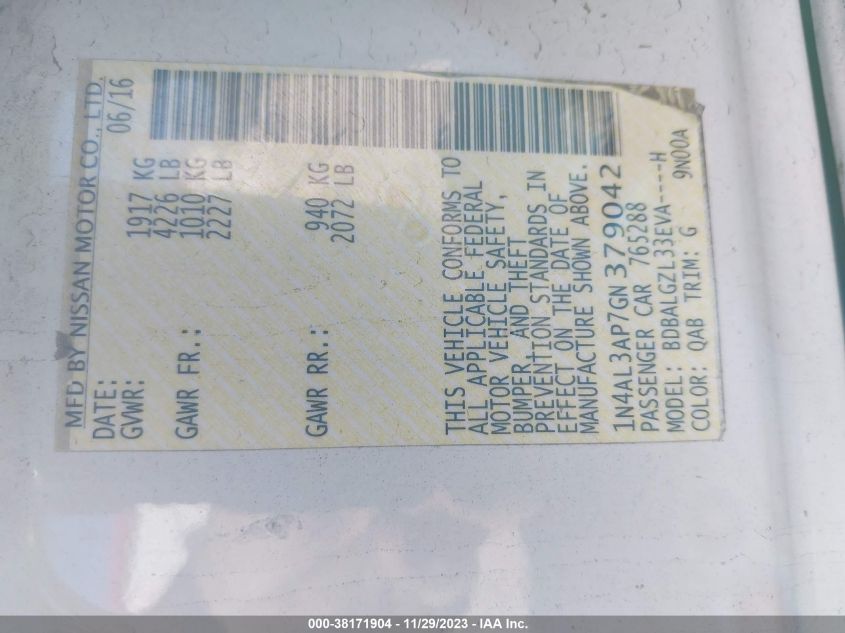 MFD BY NISSAN MOTOR CO., LTD.
DATE: 06/16
GVWR: 1917 KG
4226 LB
GAWR FR.: 1010 KG
2227 LB
GAWR RR.: 940 KG
2072 LB
THIS VEHICLE CONFORMS TO
ALL APPLICABLE FEDERAL
MOTOR VEHICLE SAFETY,
BUMPER, AND THEFT
PREVENTION STANDARDS IN
EFFECT ON THE DATE OF
MANUFACTURE SHOWN ABOVE.
1N4AL3AP7GN379042
PASSENGER CAR 765288
MODEL: BDBALGZL33EVA----H
COLOR: QAB TRIM: G 9N00A
000-38171904 - 11/29/2023 - IAA Inc.